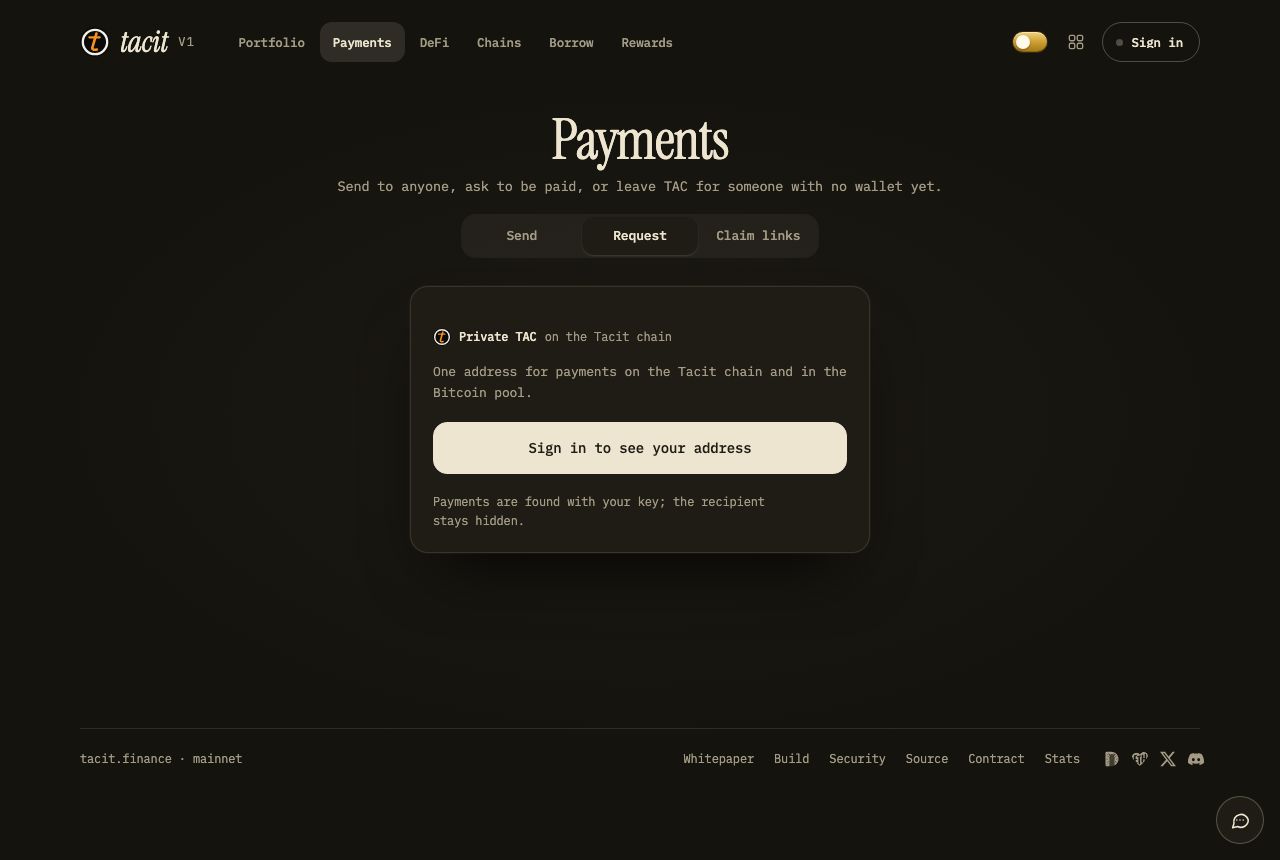 tacit V1
Portfolio
Payments
DeFi
Chains
Borrow
Rewards
Sign in
Payments
Send to anyone, ask to be paid, or leave TAC for someone with no wallet yet.
Send
Request
Claim links
Private TAC on the Tacit chain
One address for payments on the Tacit chain and in the
Bitcoin pool.
Sign in to see your address
Payments are found with your key; the recipient
stays hidden.
tacit.finance · mainnet
Whitepaper
Build
Security
Source
Contract
Stats